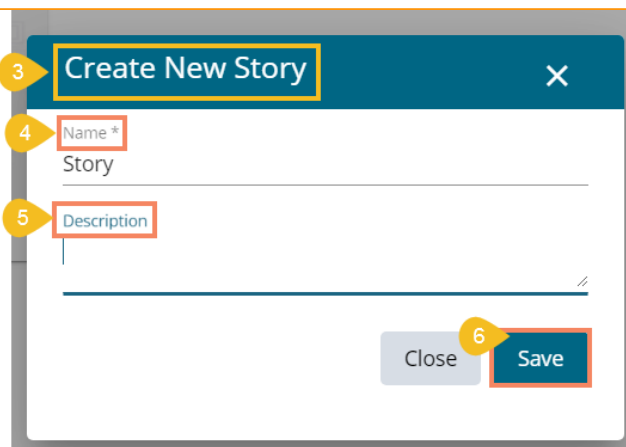 3 Create New Story ×
4 Name *
Story
5 Description
6
Close Save